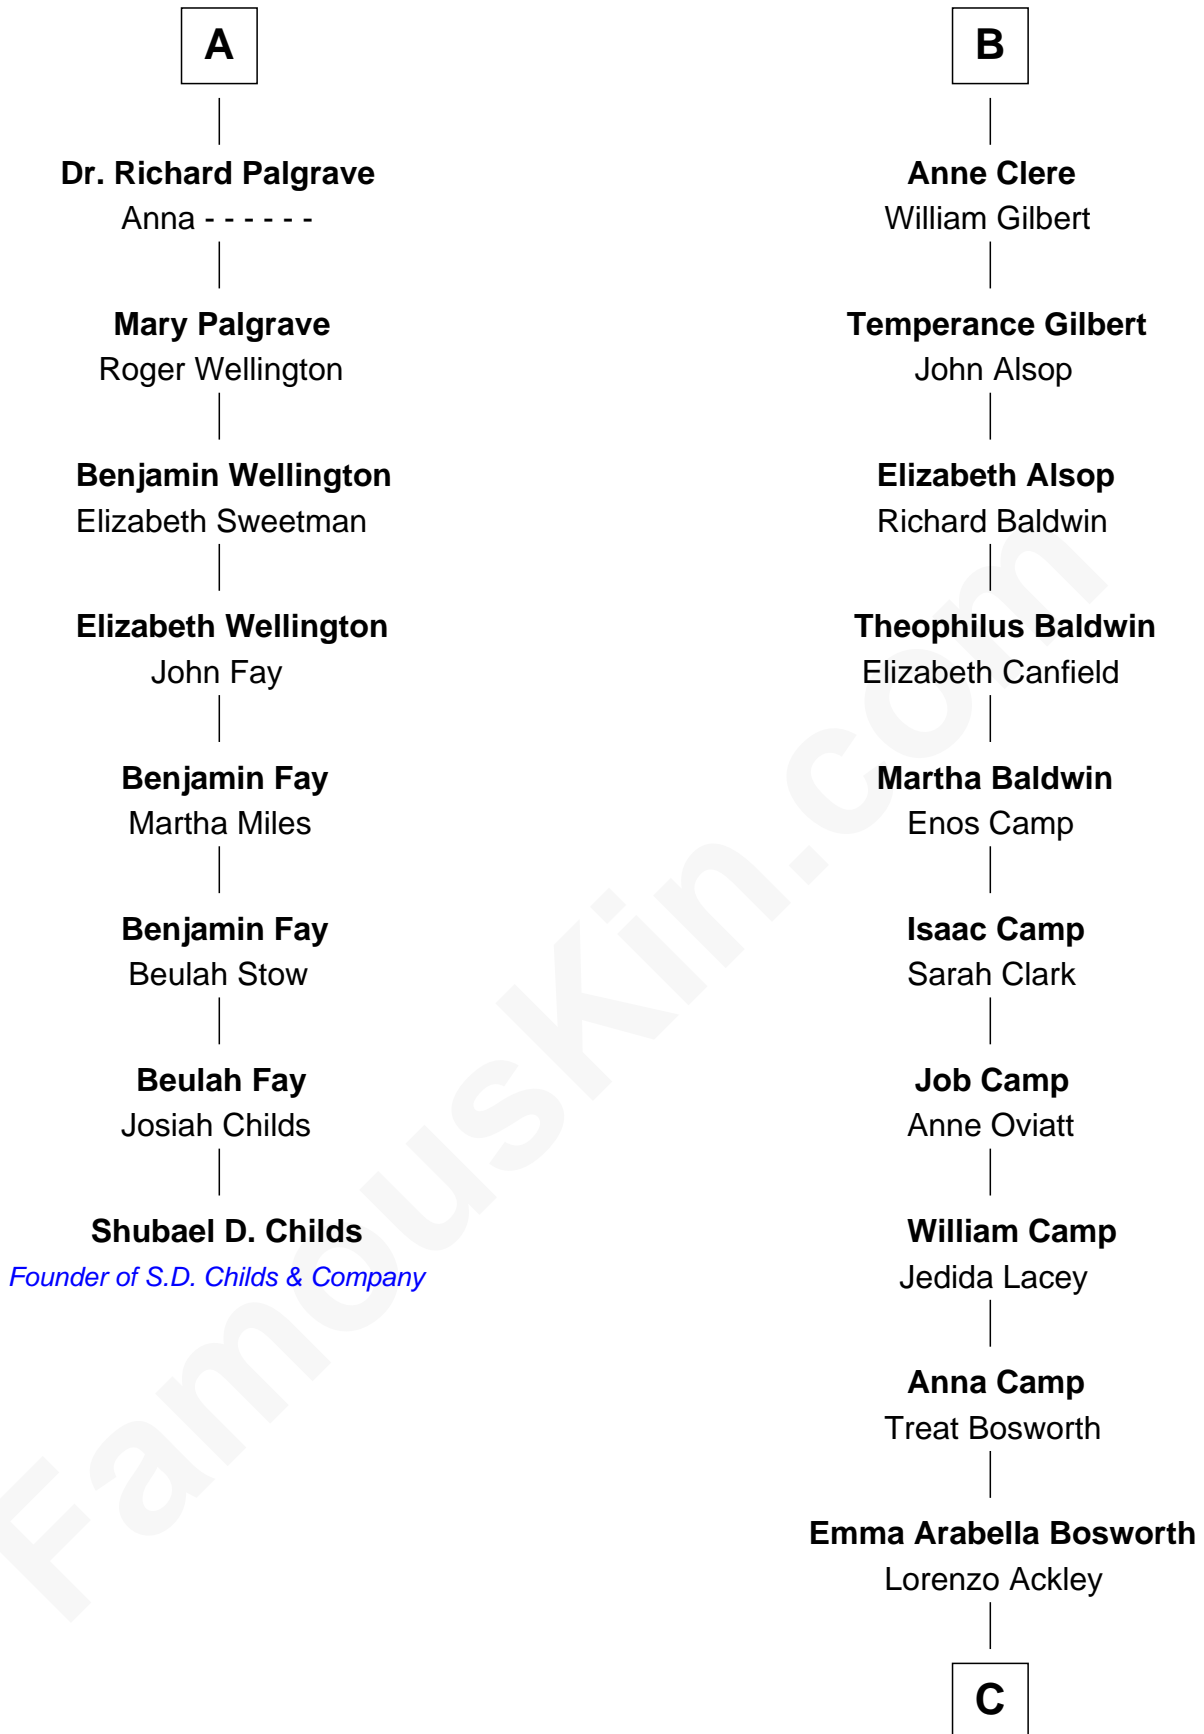 A
Dr. Richard Palgrave
Anna - - - - - -
Mary Palgrave
Roger Wellington
Benjamin Wellington
Elizabeth Sweetman
Elizabeth Wellington
John Fay
Benjamin Fay
Martha Miles
Benjamin Fay
Beulah Stow
Beulah Fay
Josiah Childs
Shubael D. Childs
Founder of S.D. Childs & Company
B
Anne Clere
William Gilbert
Temperance Gilbert
John Alsop
Elizabeth Alsop
Richard Baldwin
Theophilus Baldwin
Elizabeth Canfield
Martha Baldwin
Enos Camp
Isaac Camp
Sarah Clark
Job Camp
Anne Oviatt
William Camp
Jedida Lacey
Anna Camp
Treat Bosworth
Emma Arabella Bosworth
Lorenzo Ackley
C
FamousKin.com